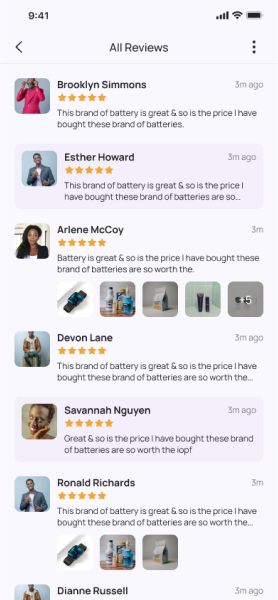 9:41
All Reviews
Brooklyn Simmons 3m ago
This brand of battery is great & so is the price I have
bought these brand of batteries.
Esther Howard 3m ago
This brand of battery is great & so is the price I
have bought these brand of batteries are so...
Arlene McCoy 3m
Battery is great & so is the price I have bought these
brand of batteries are so worth the.
+5
Devon Lane 3m ago
This brand of battery is great & so is the price I have
bought these brand of batteries are so worth the...
Savannah Nguyen 3m ago
Great & so is the price I have bought these brand
of batteries are so worth the iopf
Ronald Richards 3m
This brand of battery is great & so is the price I have
bought these brand of batteries are so worth the...
Dianne Russell 3m ago